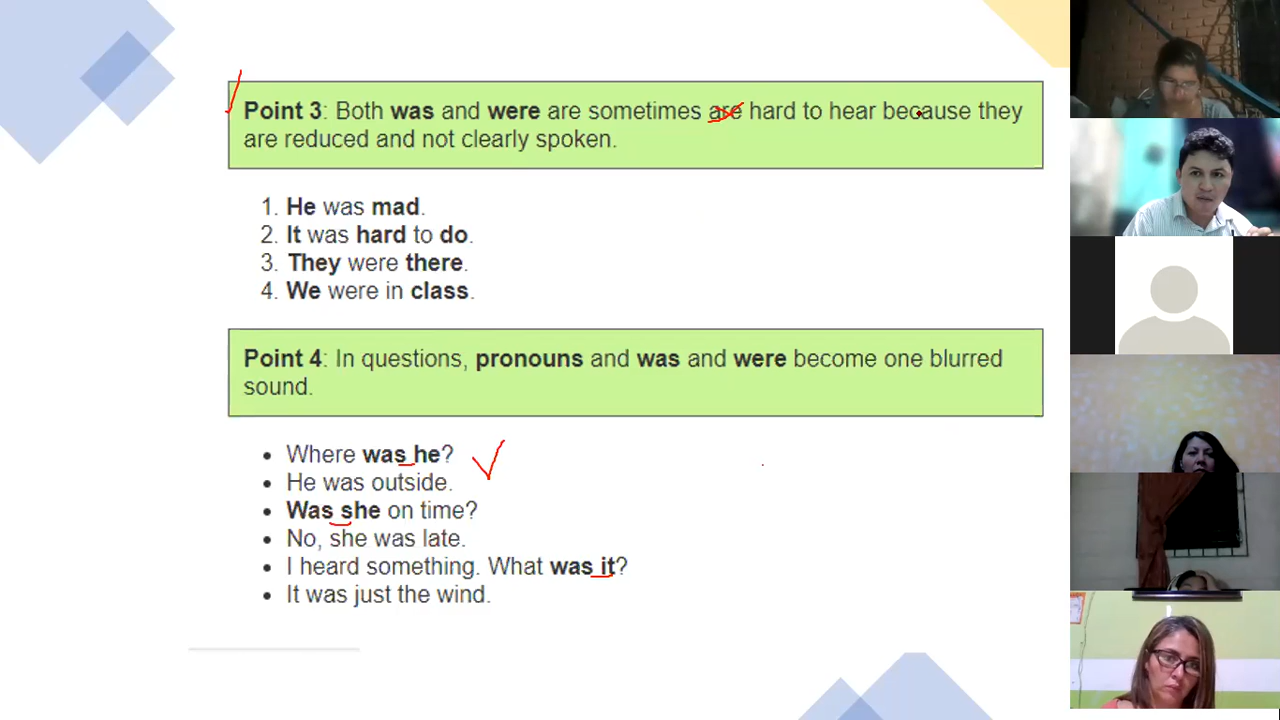 Point 3: Both was and were are sometimes are hard to hear because they
are reduced and not clearly spoken.
1. He was mad.
2. It was hard to do.
3. They were there.
4. We were in class.
Point 4: In questions, pronouns and was and were become one blurred
sound.
• Where was he?
• He was outside.
• Was she on time?
• No, she was late.
• I heard something. What was it?
• It was just the wind.